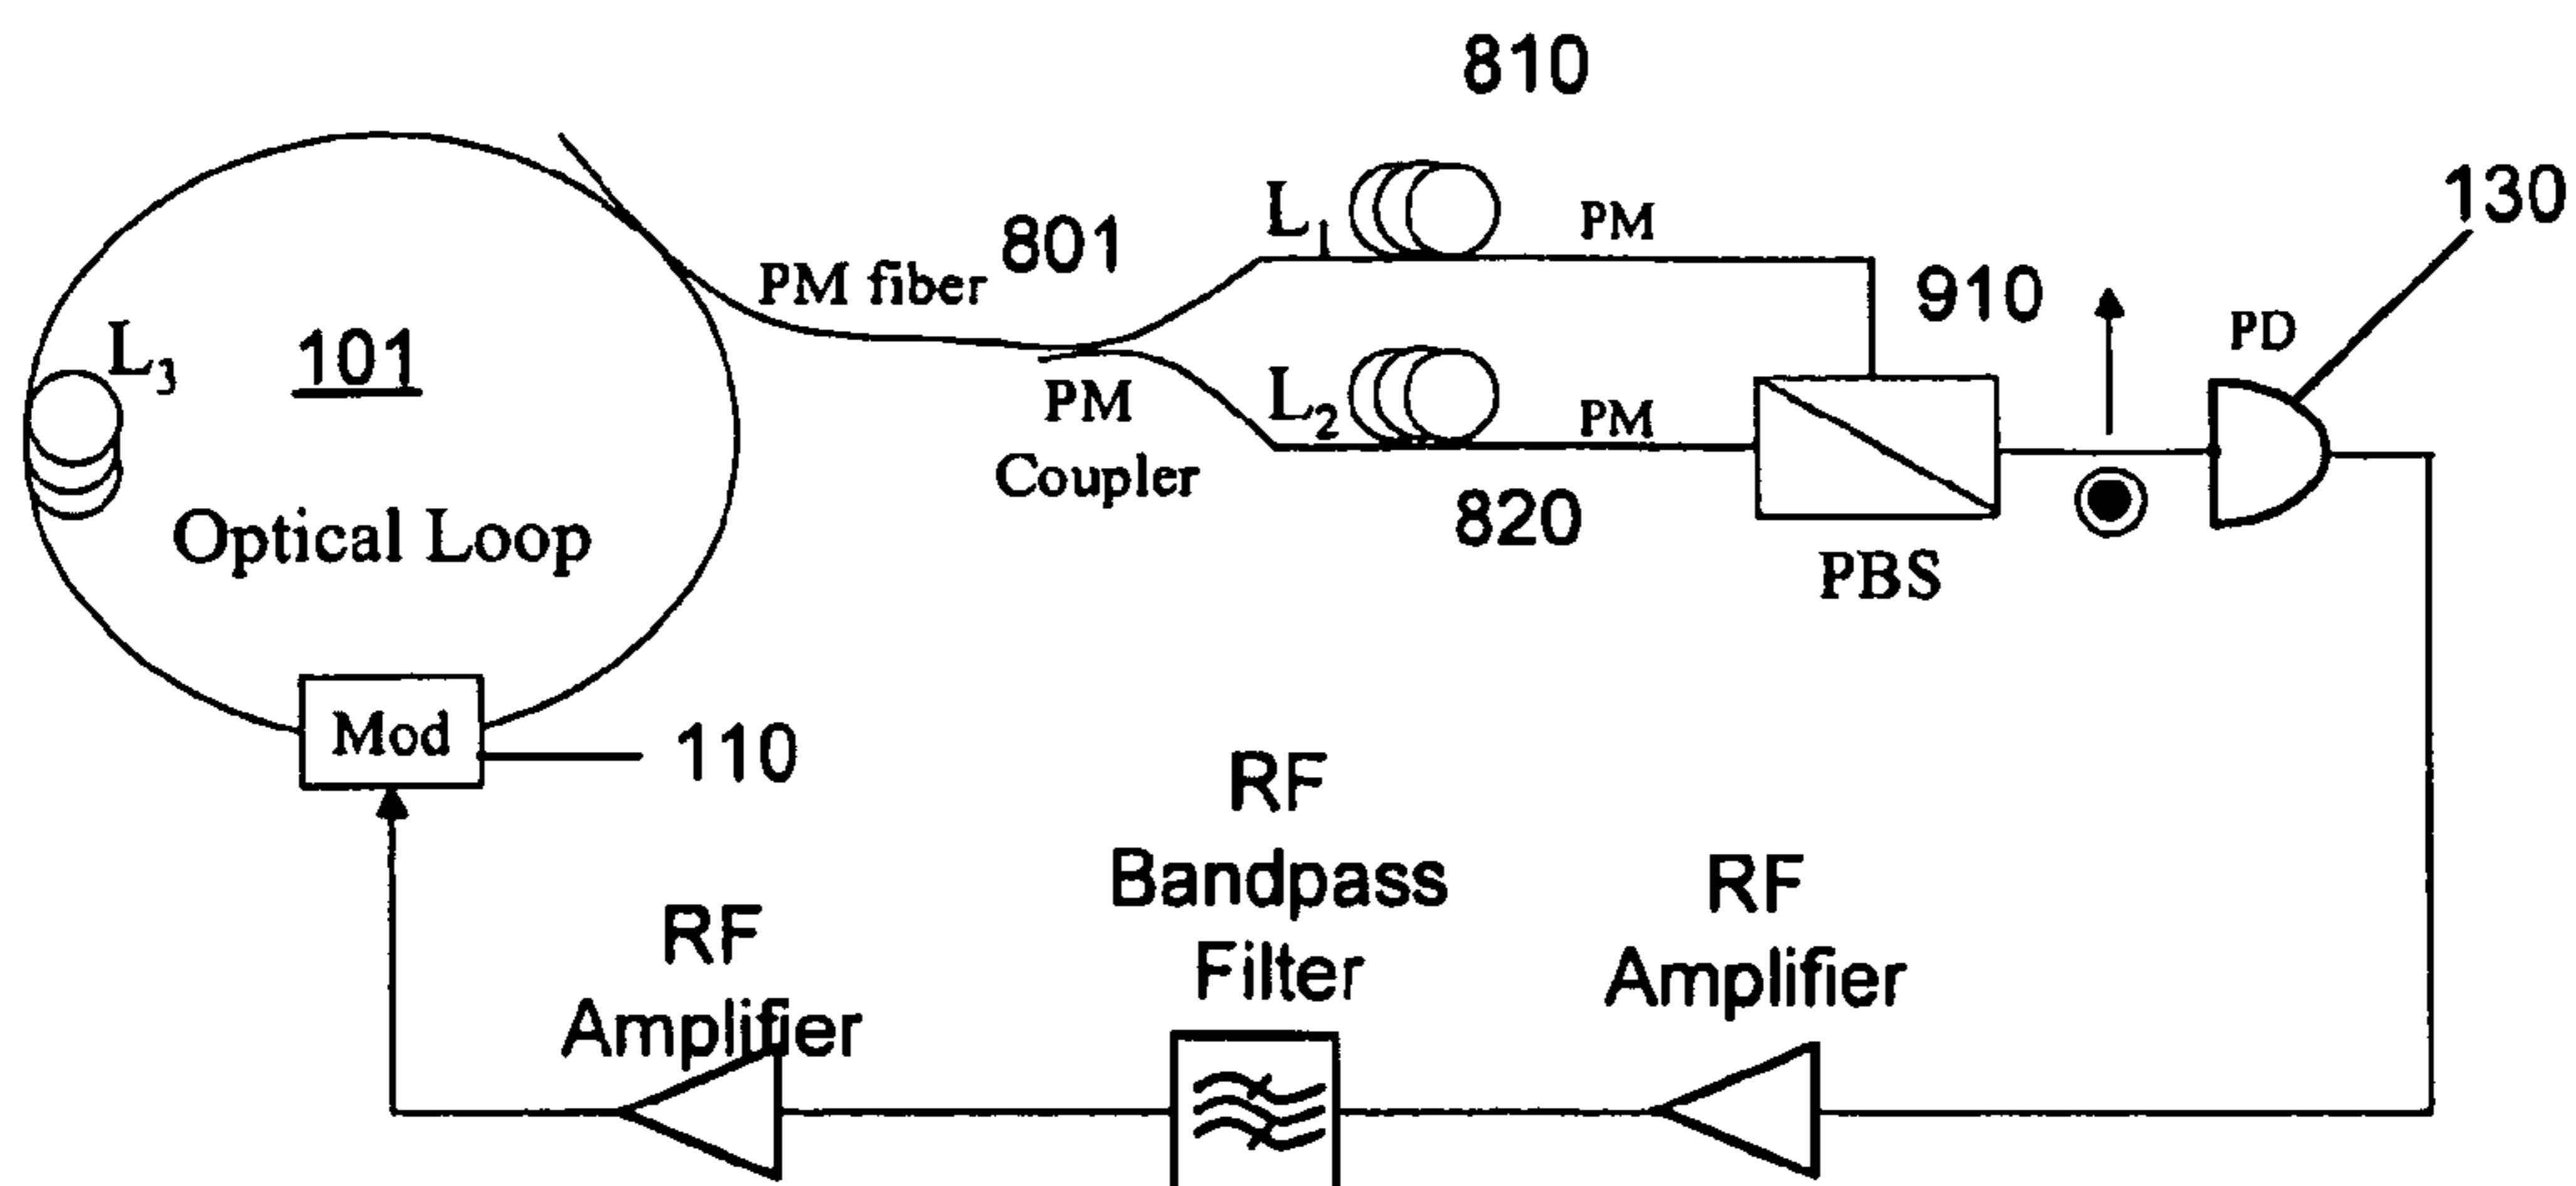 810
130
L1
PM
801
PM fiber
910
PD
L3
101
PM
Coupler
L2
PM
820
Optical Loop
PBS
Mod
110
RF
Bandpass
Filter
RF
Amplifier
RF
Amplifier